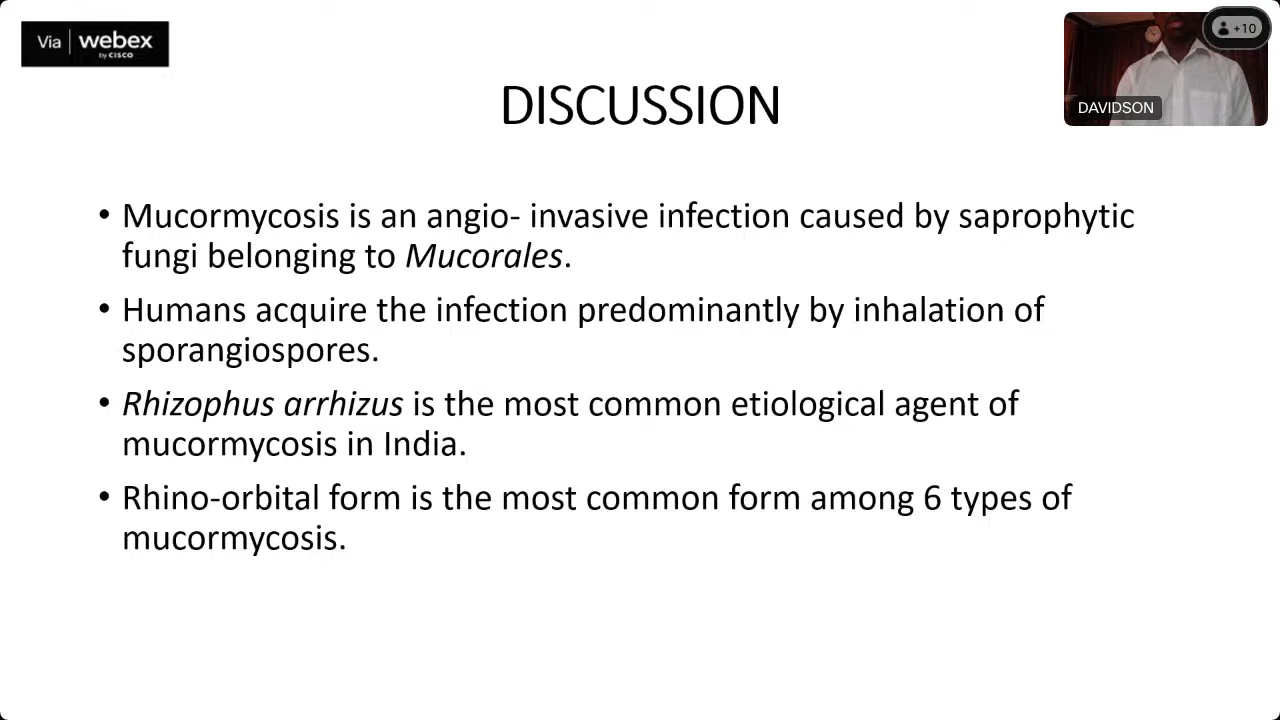 Via webex
by CISCO
+10
DAVIDSON
DISCUSSION
• Mucormycosis is an angio- invasive infection caused by saprophytic
fungi belonging to Mucorales.
• Humans acquire the infection predominantly by inhalation of
sporangiospores.
• Rhizophus arrhizus is the most common etiological agent of
mucormycosis in India.
• Rhino-orbital form is the most common form among 6 types of
mucormycosis.